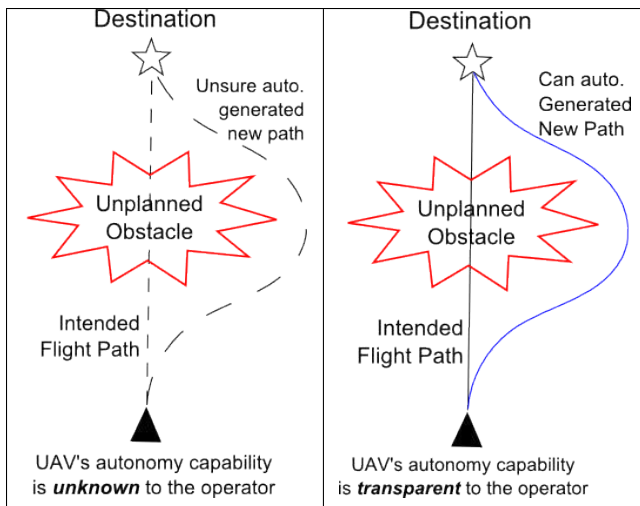 Destination
Unsure auto.
generated
new path
Unplanned
Obstacle
Intended
Flight Path
UAV's autonomy capability
is unknown to the operator
Destination
Can auto.
Generated
New Path
Unplanned
Obstacle
Intended
Flight Path
UAV's autonomy capability
is transparent to the operator